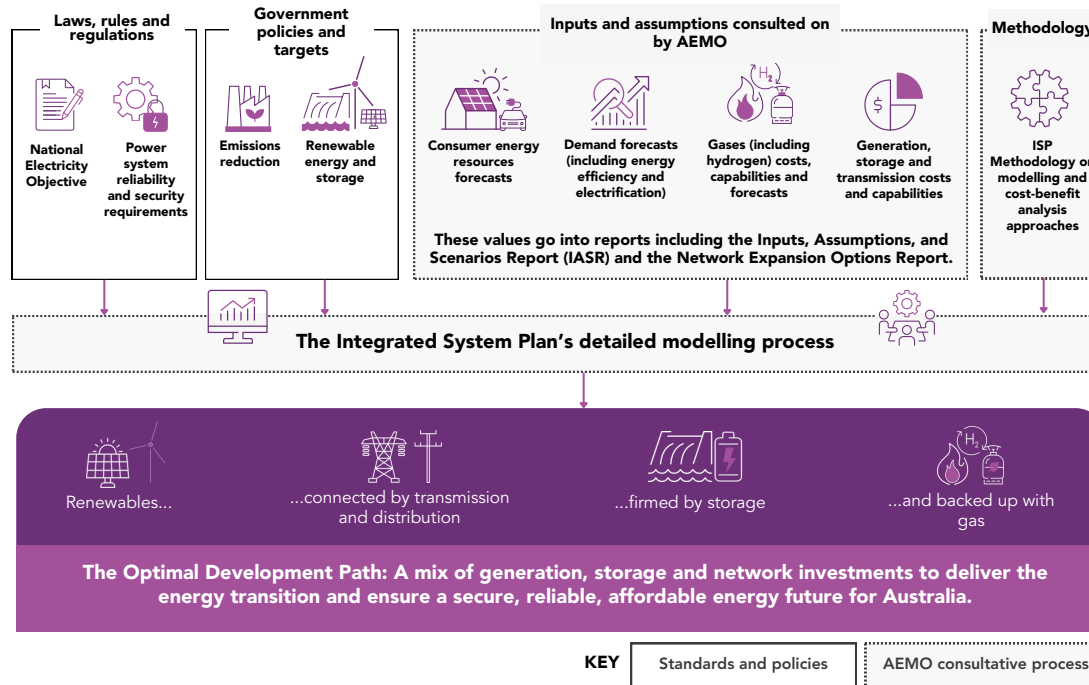 Laws, rules and
regulations
National
Electricity
Objective
Power
system
reliability
and security
requirements
Government
policies and
targets
Emissions
reduction
Renewable
energy and
storage
Inputs and assumptions consulted on
by AEMO
Consumer energy
resources
forecasts
Demand forecasts
(including energy
efficiency and
electrification)
H2
Gases (including
hydrogen) costs,
capabilities and
forecasts
$
Generation,
storage and
transmission costs
and capabilities
These values go into reports including the Inputs, Assumptions, and
Scenarios Report (IASR) and the Network Expansion Options Report.
Methodology
ISP
Methodology on
modelling and
cost-benefit
analysis
approaches
The Integrated System Plan's detailed modelling process
Renewables...
...connected by transmission
and distribution
...firmed by storage
H2
...and backed up with
gas
The Optimal Development Path: A mix of generation, storage and network investments to deliver the
energy transition and ensure a secure, reliable, affordable energy future for Australia.
KEY
Standards and policies
AEMO consultative process